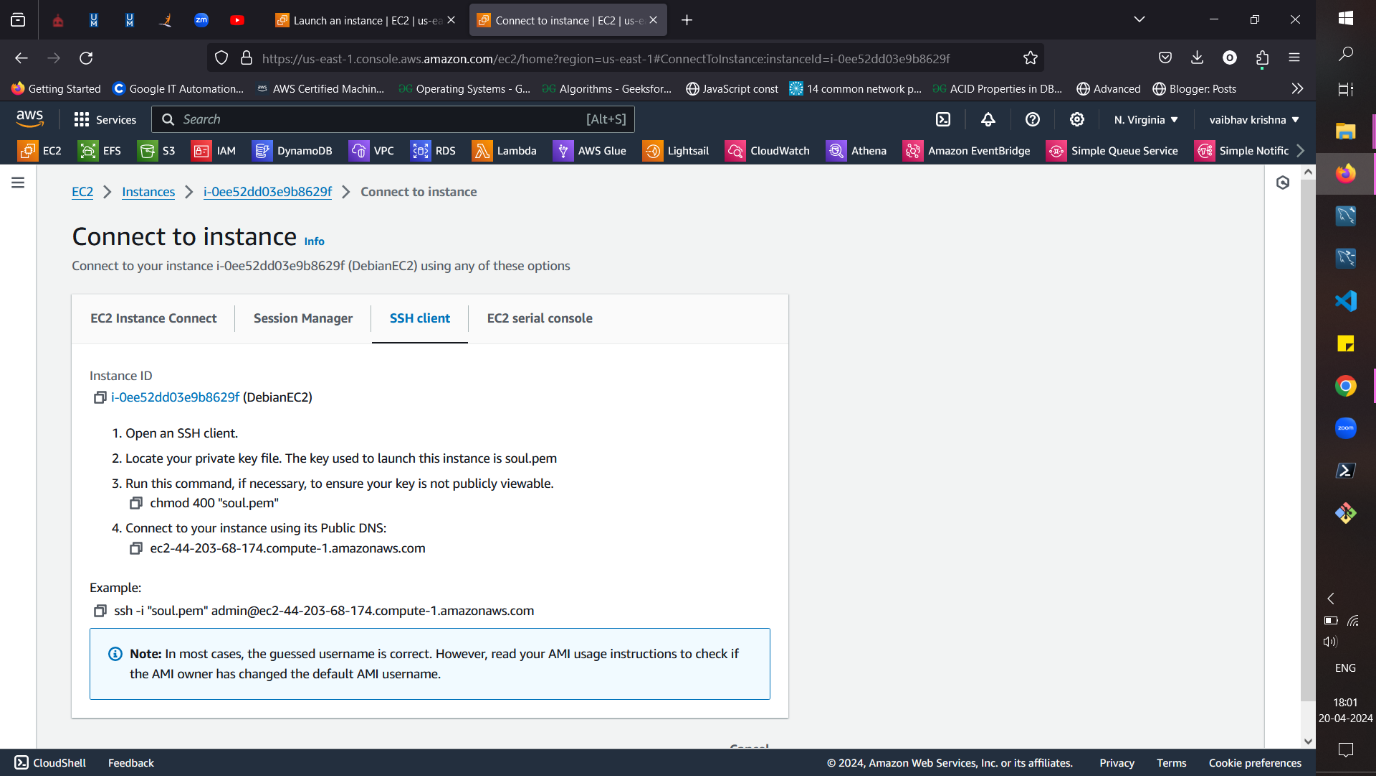 Launch an instance | EC2 | us-ea
Connect to instance | EC2 | us-e
https://us-east-1.console.aws.amazon.com/ec2/home?region=us-east-1#ConnectToInstance:instanceId=i-0ee52dd03e9b8629f
Getting Started Google IT Automation... AWS Certified Machin... Operating Systems - G... Algorithms - Geeksfor... JavaScript const 14 common network p... ACID Properties in DB... Advanced Blogger: Posts
aws Services Search [Alt+S] N. Virginia vaibhav krishna
EC2 EFS S3 IAM DynamoDB VPC RDS Lambda AWS Glue Lightsail CloudWatch Athena Amazon EventBridge Simple Queue Service Simple Notific
EC2 Instances i-0ee52dd03e9b8629f Connect to instance
Connect to instance Info
Connect to your instance i-0ee52dd03e9b8629f (DebianEC2) using any of these options
EC2 Instance Connect Session Manager SSH client EC2 serial console
Instance ID
i-0ee52dd03e9b8629f (DebianEC2)
1. Open an SSH client.
2. Locate your private key file. The key used to launch this instance is soul.pem
3. Run this command, if necessary, to ensure your key is not publicly viewable.
chmod 400 "soul.pem"
4. Connect to your instance using its Public DNS:
ec2-44-203-68-174.compute-1.amazonaws.com
Example:
ssh -i "soul.pem" admin@ec2-44-203-68-174.compute-1.amazonaws.com
Note: In most cases, the guessed username is correct. However, read your AMI usage instructions to check if
the AMI owner has changed the default AMI username.
Cancel
CloudShell Feedback © 2024, Amazon Web Services, Inc. or its affiliates. Privacy Terms Cookie preferences
zm
zoom
ENG
18:01
20-04-2024